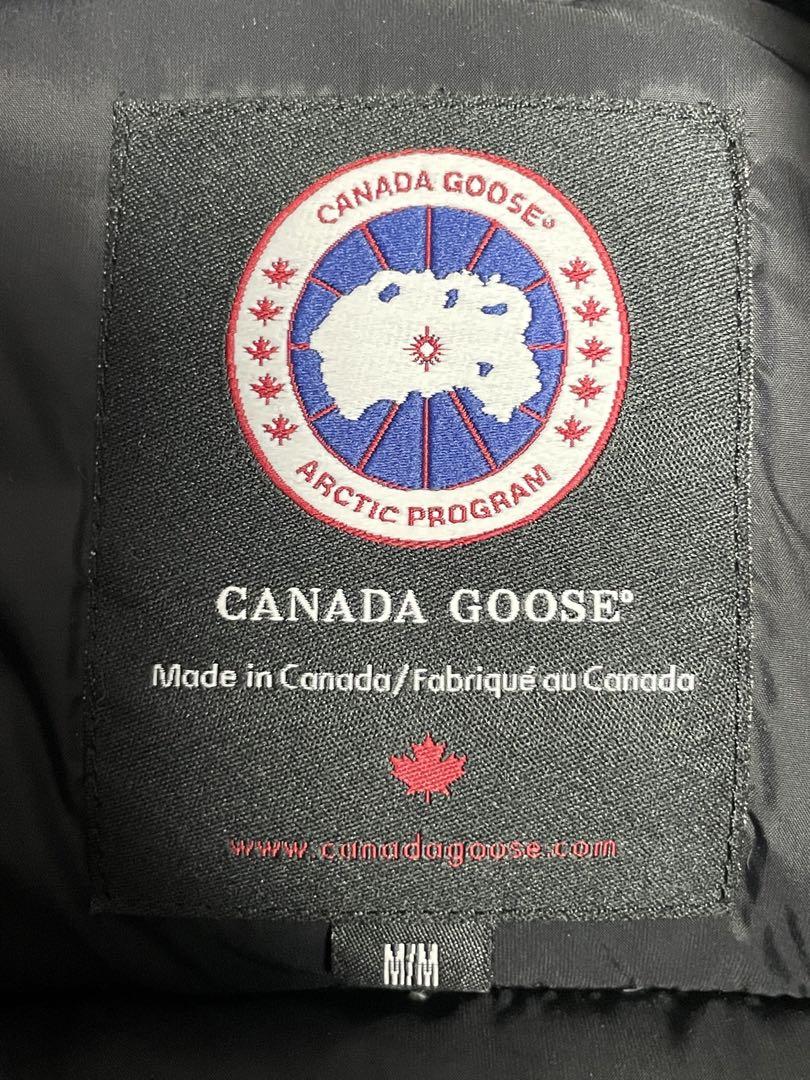 CANADA GOOSE®
ARCTIC PROGRAM
CANADA GOOSE®
Made in Canada/Fabriqué au Canada
www.canadagoose.com
M/M